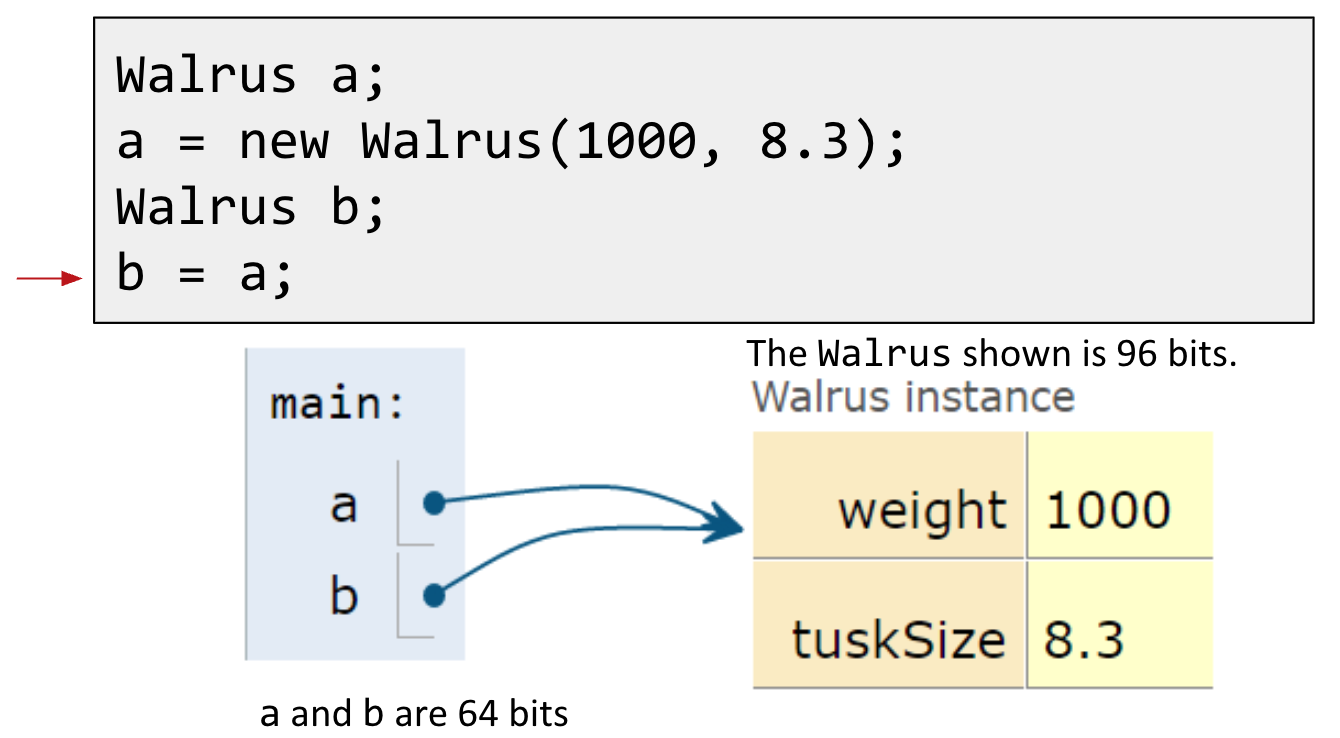 Walrus a;
a = new Walrus(1000, 8.3);
Walrus b;
b = a;
The Walrus shown is 96 bits.
Walrus instance
main:
a
b
weight 1000
tuskSize 8.3
a and b are 64 bits